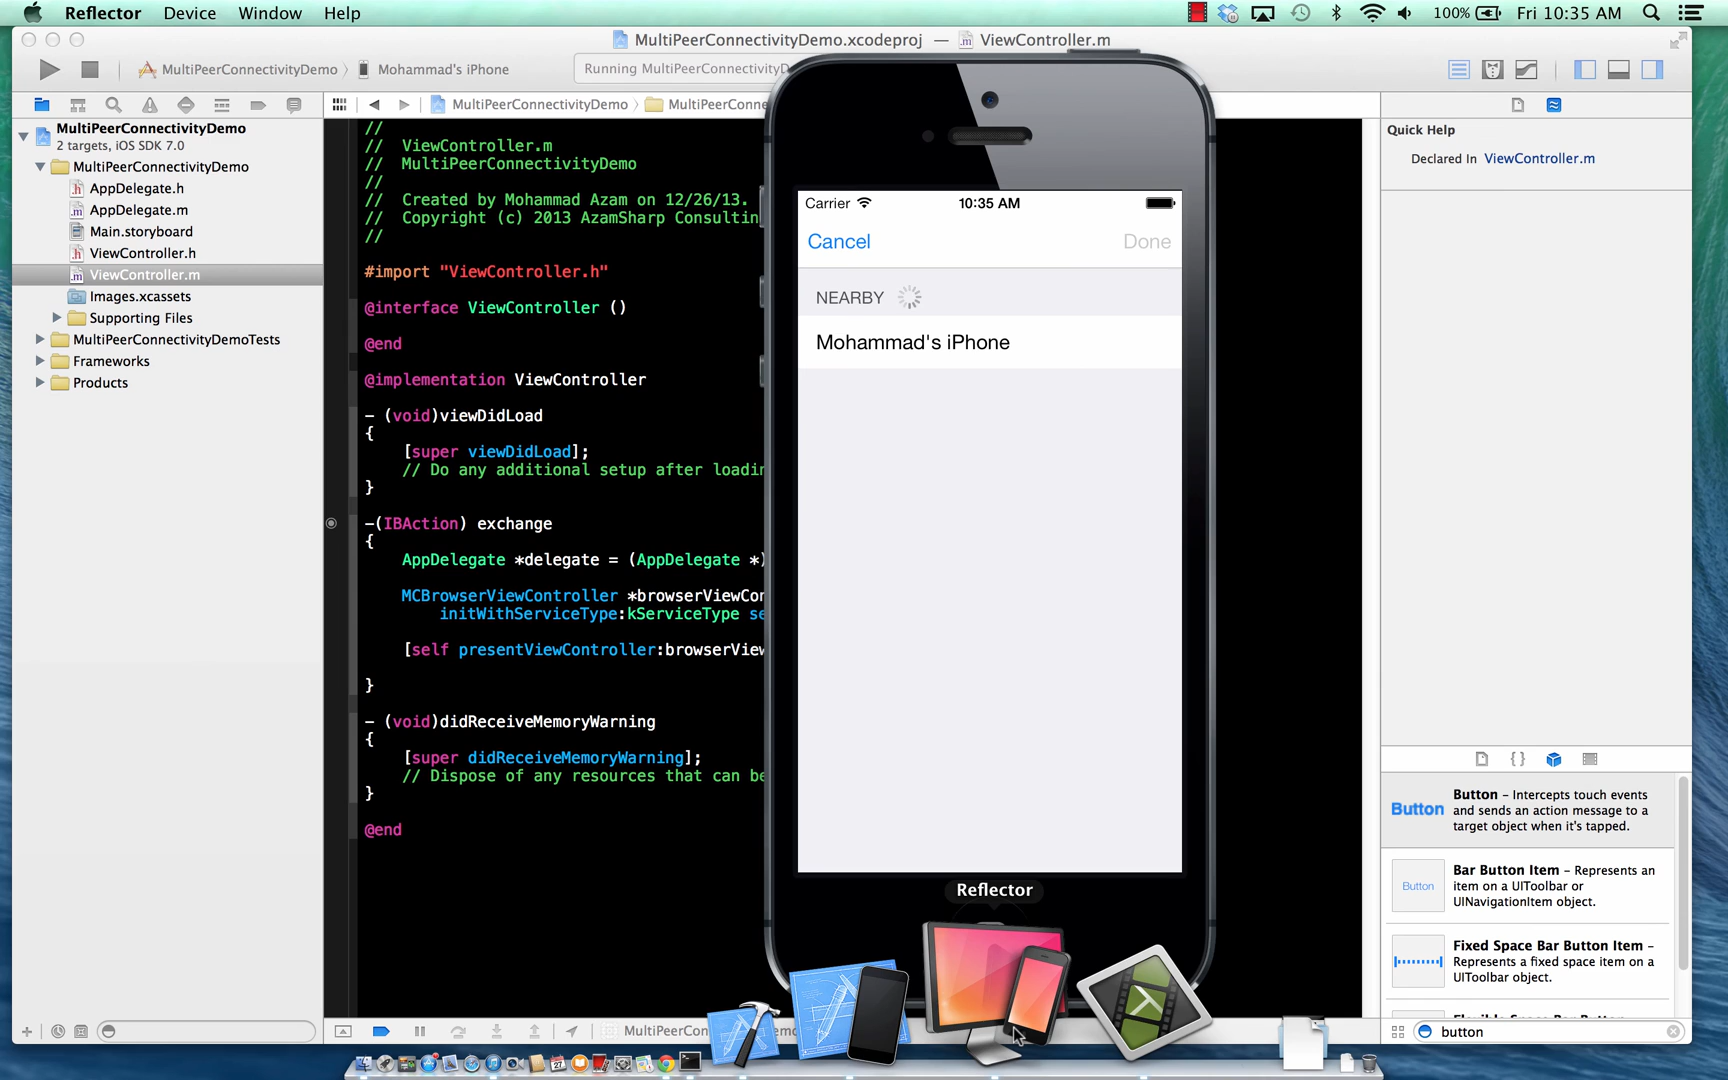 Reflector Device Window Help 100% Fri 10:35 AM
MultiPeerConnectivityDemo.xcodeproj — ViewController.m
MultiPeerConnectivityDemo Mohammad's iPhone Running MultiPeerConnectivityD
MultiPeerConnectivityDemo MultiPeerConne
MultiPeerConnectivityDemo
2 targets, iOS SDK 7.0
MultiPeerConnectivityDemo
AppDelegate.h
AppDelegate.m
Main.storyboard
ViewController.h
ViewController.m
Images.xcassets
Supporting Files
MultiPeerConnectivityDemoTests
Frameworks
Products
//
// ViewController.m
// MultiPeerConnectivityDemo
//
// Created by Mohammad Azam on 12/26/13.
// Copyright (c) 2013 AzamSharp Consultin
//
#import "ViewController.h"
@interface ViewController ()
@end
@implementation ViewController
- (void)viewDidLoad
{
[super viewDidLoad];
// Do any additional setup after loadin
}
-(IBAction) exchange
{
AppDelegate *delegate = (AppDelegate *)
MCBrowserViewController *browserViewCon
initWithServiceType:kServiceType se
[self presentViewController:browserView
}
- (void)didReceiveMemoryWarning
{
[super didReceiveMemoryWarning];
// Dispose of any resources that can be
}
@end
Carrier 10:35 AM
Cancel Done
NEARBY
Mohammad's iPhone
Reflector
Quick Help
Declared In ViewController.m
Button Button – Intercepts touch events
and sends an action message to a
target object when it's tapped.
Button Bar Button Item – Represents an
item on a UIToolbar or
UINavigationItem object.
Fixed Space Bar Button Item –
Represents a fixed space item on a
UIToolbar object.
MultiPeerCon
button